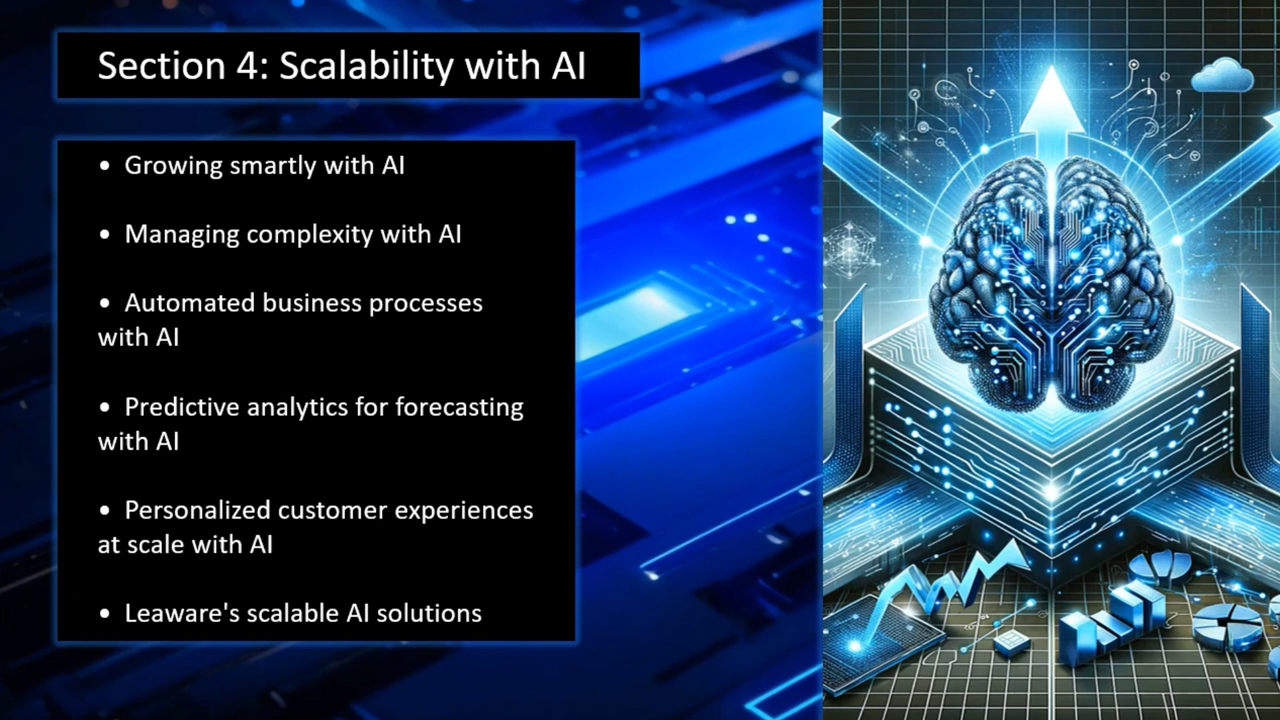 Section 4: Scalability with AI
• Growing smartly with AI
• Managing complexity with AI
• Automated business processes
with AI
• Predictive analytics for forecasting
with AI
• Personalized customer experiences
at scale with AI
• Leaware's scalable AI solutions